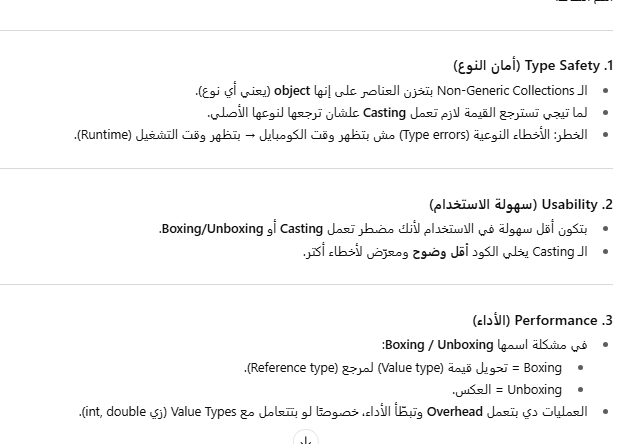 1. Type Safety (أمان النوع)
الـ Non-Generic Collections بتخزن العناصر على إنها object (يعني أي نوع).
لما تيجي تسترجع القيمة لازم تعمل Casting علشان ترجعها لنوعها الأصلي.
الخطر: الأخطاء النوعية (Type errors) مش بتظهر وقت الكومبايل → بتظهر وقت التشغيل (Runtime).
2. Usability (سهولة الاستخدام)
بتكون أقل سهولة في الاستخدام لأنك مضطر تعمل Casting أو Boxing/Unboxing.
الـ Casting يخلي الكود أقل وضوح ومعرّض لأخطاء أكتر.
3. Performance (الأداء)
في مشكلة اسمها Boxing / Unboxing:
Boxing = تحويل قيمة (Value type) لمرجع (Reference type).
Unboxing = العكس.
العمليات دي بتعمل Overhead وتبطّأ الأداء، خصوصًا لو بتتعامل مع Value Types (زي int, double).